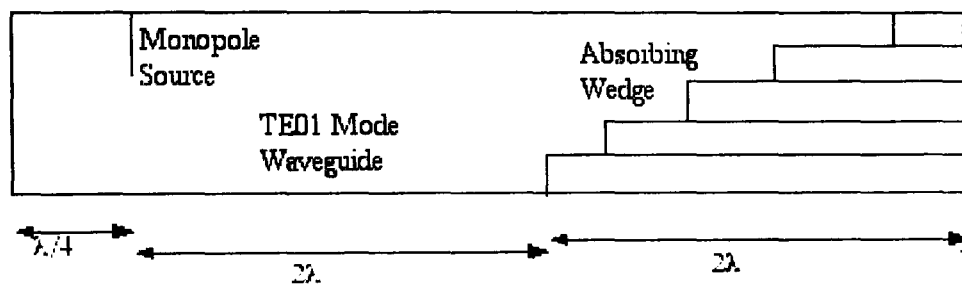 Monopole
Source
Absorbing
Wedge
TE01 Mode
Waveguide
λ/4
2λ
2λ